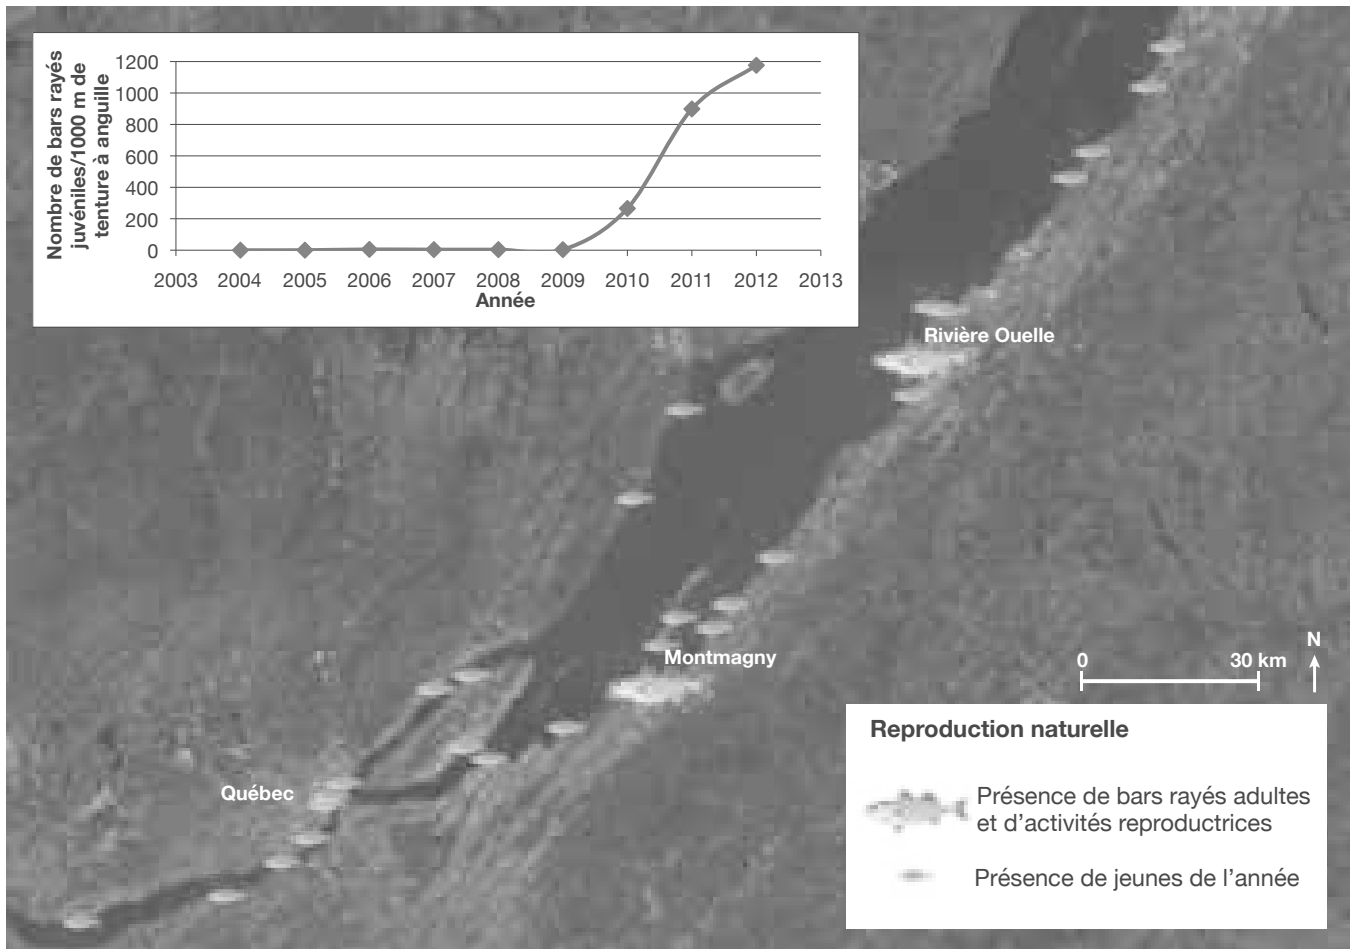 Nombre de bars rayés
juvéniles/1000 m de
tenture à anguille
1200
1000
800
600
400
200
0
2003 2004 2005 2006 2007 2008 2009 2010 2011 2012 2013
Année
Rivière Ouelle
Montmagny
Québec
N
0 30 km
Reproduction naturelle
Présence de bars rayés adultes
et d’activités reproductrices
Présence de jeunes de l’année